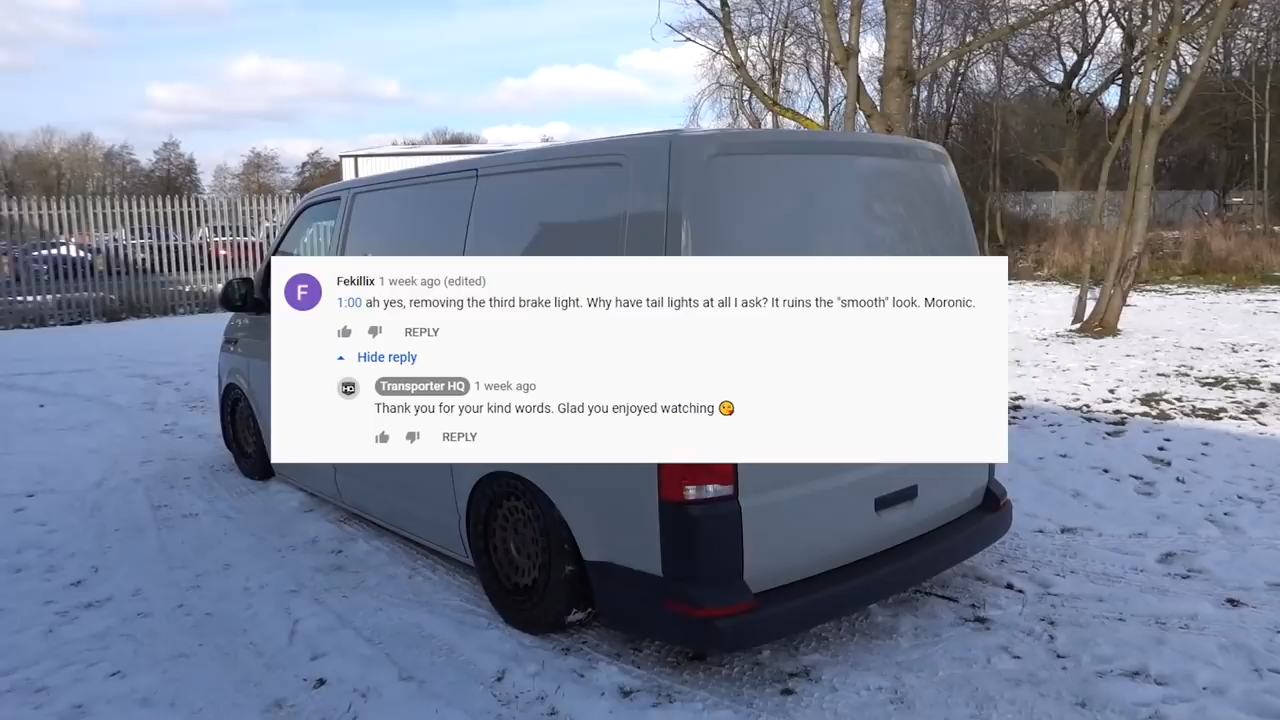 Fekillix 1 week ago (edited)
1:00 ah yes, removing the third brake light. Why have tail lights at all I ask? It ruins the "smooth" look. Moronic.
REPLY
Hide reply
Transporter HQ 1 week ago
Thank you for your kind words. Glad you enjoyed watching 😋
REPLY
F
HQ